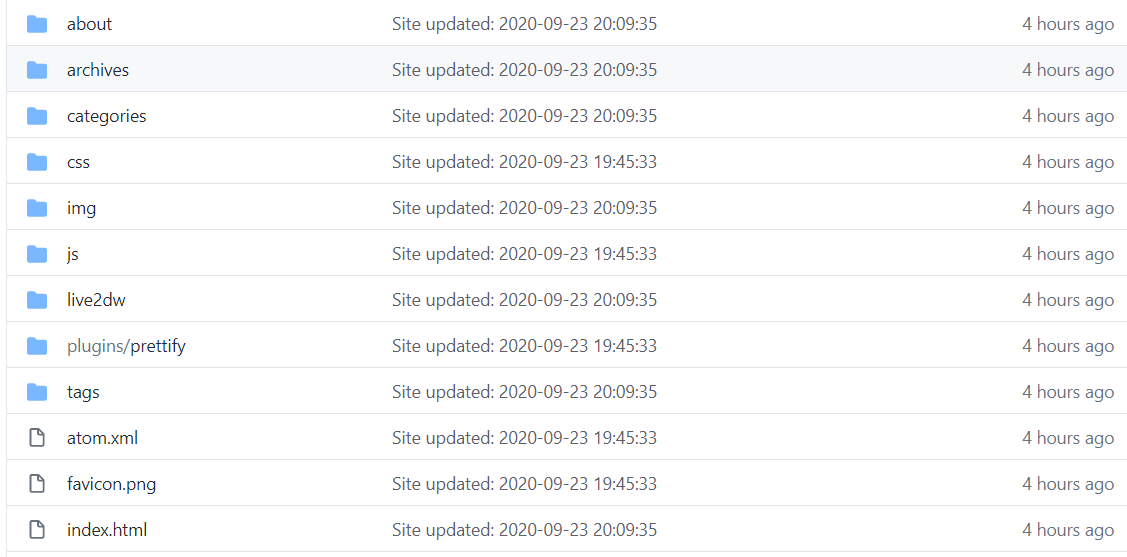 about Site updated: 2020-09-23 20:09:35 4 hours ago
archives Site updated: 2020-09-23 20:09:35 4 hours ago
categories Site updated: 2020-09-23 20:09:35 4 hours ago
css Site updated: 2020-09-23 19:45:33 4 hours ago
img Site updated: 2020-09-23 20:09:35 4 hours ago
js Site updated: 2020-09-23 19:45:33 4 hours ago
live2dw Site updated: 2020-09-23 20:09:35 4 hours ago
plugins/prettify Site updated: 2020-09-23 19:45:33 4 hours ago
tags Site updated: 2020-09-23 20:09:35 4 hours ago
atom.xml Site updated: 2020-09-23 19:45:33 4 hours ago
favicon.png Site updated: 2020-09-23 19:45:33 4 hours ago
index.html Site updated: 2020-09-23 20:09:35 4 hours ago